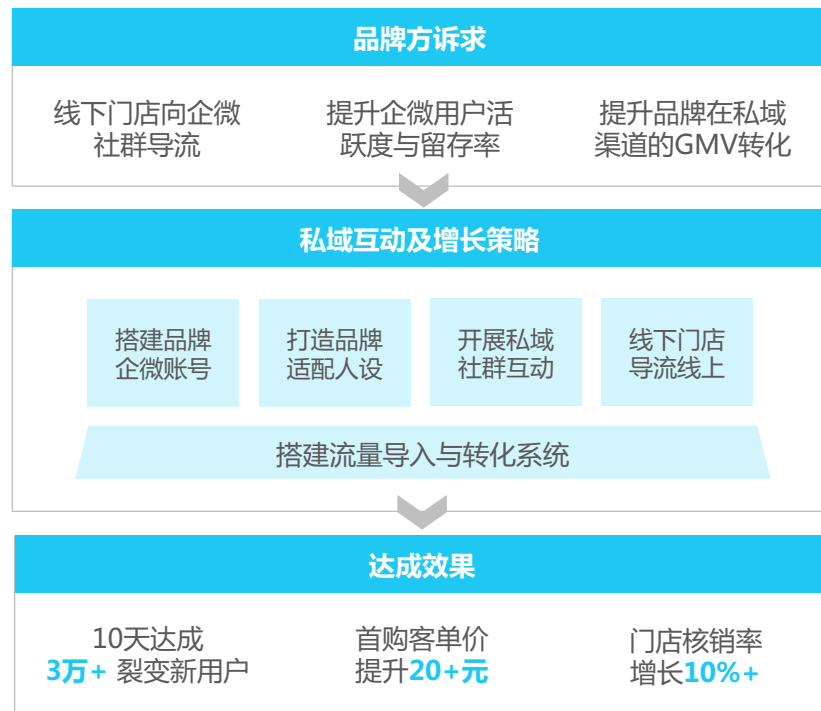 品牌方诉求
线下门店向企微
社群导流
提升企微用户活
跃度与留存率
提升品牌在私域
渠道的GMV转化
私域互动及增长策略
搭建品牌
企微账号
打造品牌
适配人设
开展私域
社群互动
线下门店
导流线上
搭建流量导入与转化系统
达成效果
10天达成
3万+ 裂变新用户
首购客单价
提升20+元
门店核销率
增长10%+